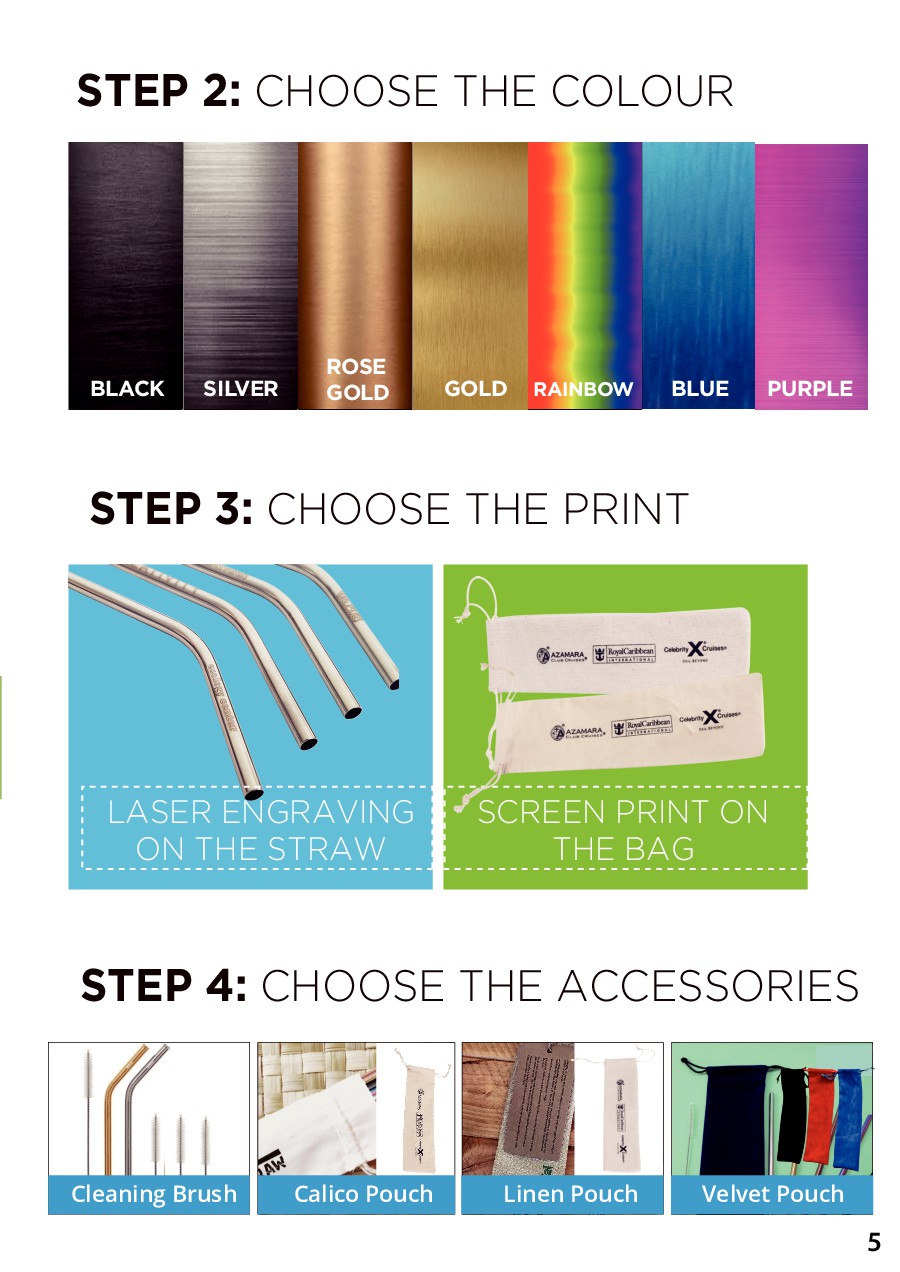 STEP 2: CHOOSE THE COLOUR
BLACK
SILVER
ROSE
GOLD
GOLD
RAINBOW
BLUE
PURPLE
STEP 3: CHOOSE THE PRINT
AZAMARA
CLUB CRUISES
RoyalCaribbean
INTERNATIONAL
Celebrity X Cruises®
SAIL BEYOND
AZAMARA
CLUB CRUISES
RoyalCaribbean
INTERNATIONAL
Celebrity X Cruises®
LASER ENGRAVING
ON THE STRAW
SCREEN PRINT ON
THE BAG
STEP 4: CHOOSE THE ACCESSORIES
Cleaning Brush
Calico Pouch
Linen Pouch
Velvet Pouch
5